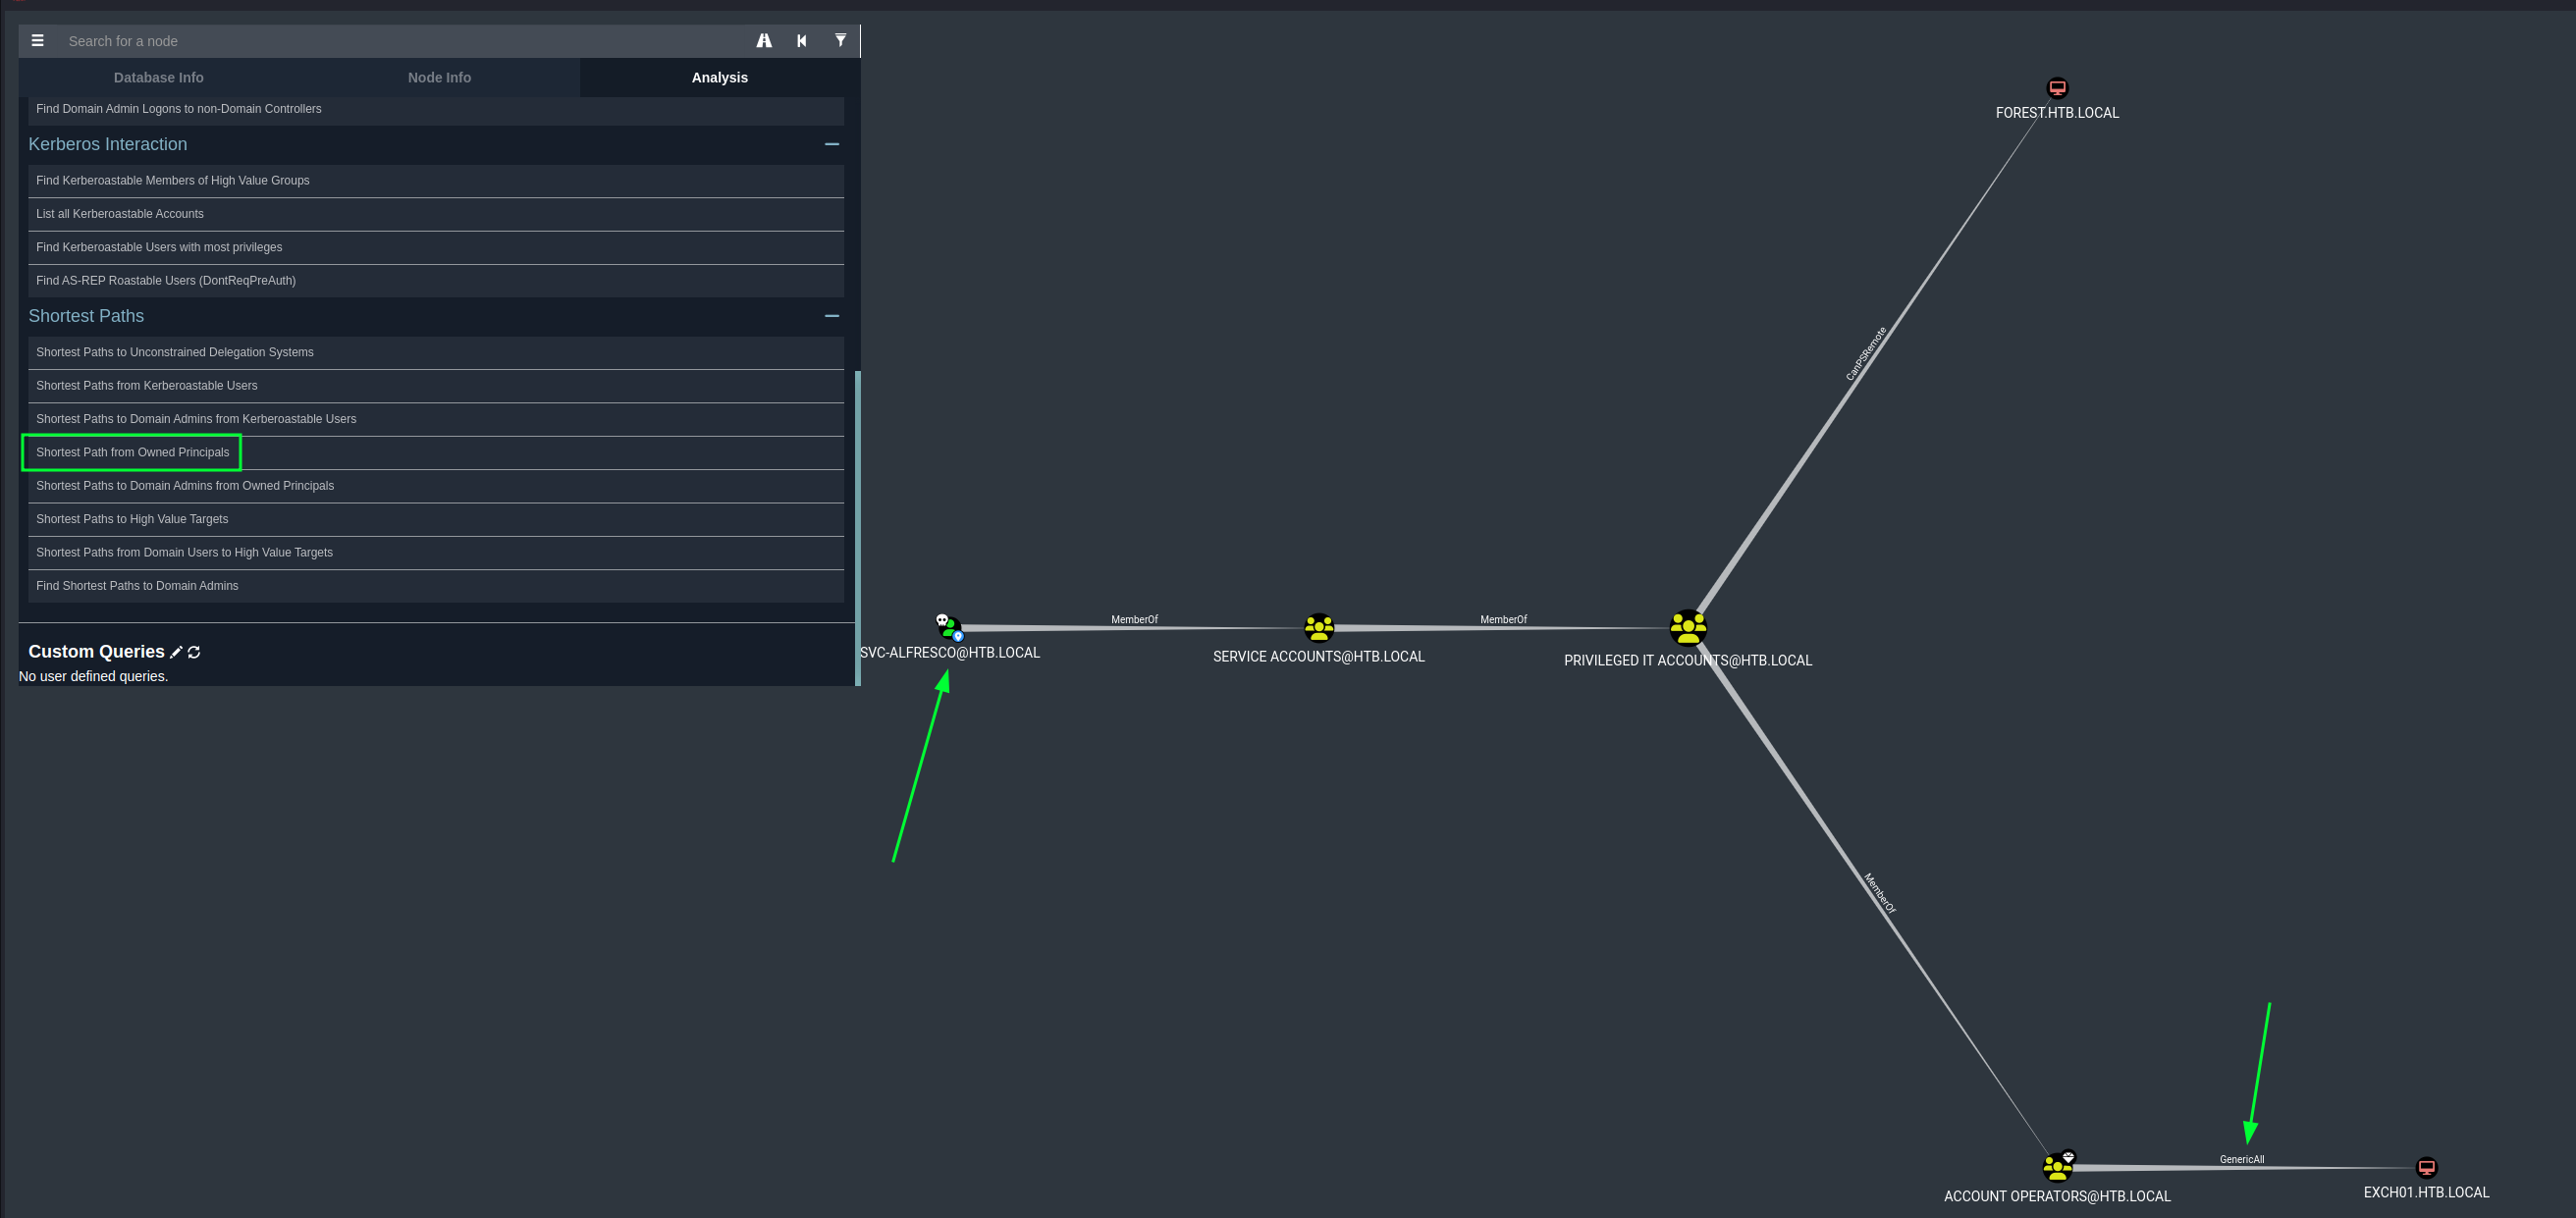 Search for a node
Database Info
Node Info
Analysis
Find Domain Admin Logons to non-Domain Controllers
Kerberos Interaction
Find Kerberoastable Members of High Value Groups
List all Kerberoastable Accounts
Find Kerberoastable Users with most privileges
Find AS-REP Roastable Users (DontReqPreAuth)
Shortest Paths
Shortest Paths to Unconstrained Delegation Systems
Shortest Paths from Kerberoastable Users
Shortest Paths to Domain Admins from Kerberoastable Users
Shortest Path from Owned Principals
Shortest Paths to Domain Admins from Owned Principals
Shortest Paths to High Value Targets
Shortest Paths from Domain Users to High Value Targets
Find Shortest Paths to Domain Admins
Custom Queries
No user defined queries.
FOREST.HTB.LOCAL
CanPSRemote
MemberOf
MemberOf
SVC-ALFRESCO@HTB.LOCAL
SERVICE ACCOUNTS@HTB.LOCAL
PRIVILEGED IT ACCOUNTS@HTB.LOCAL
MemberOf
GenericAll
ACCOUNT OPERATORS@HTB.LOCAL
EXCH01.HTB.LOCAL